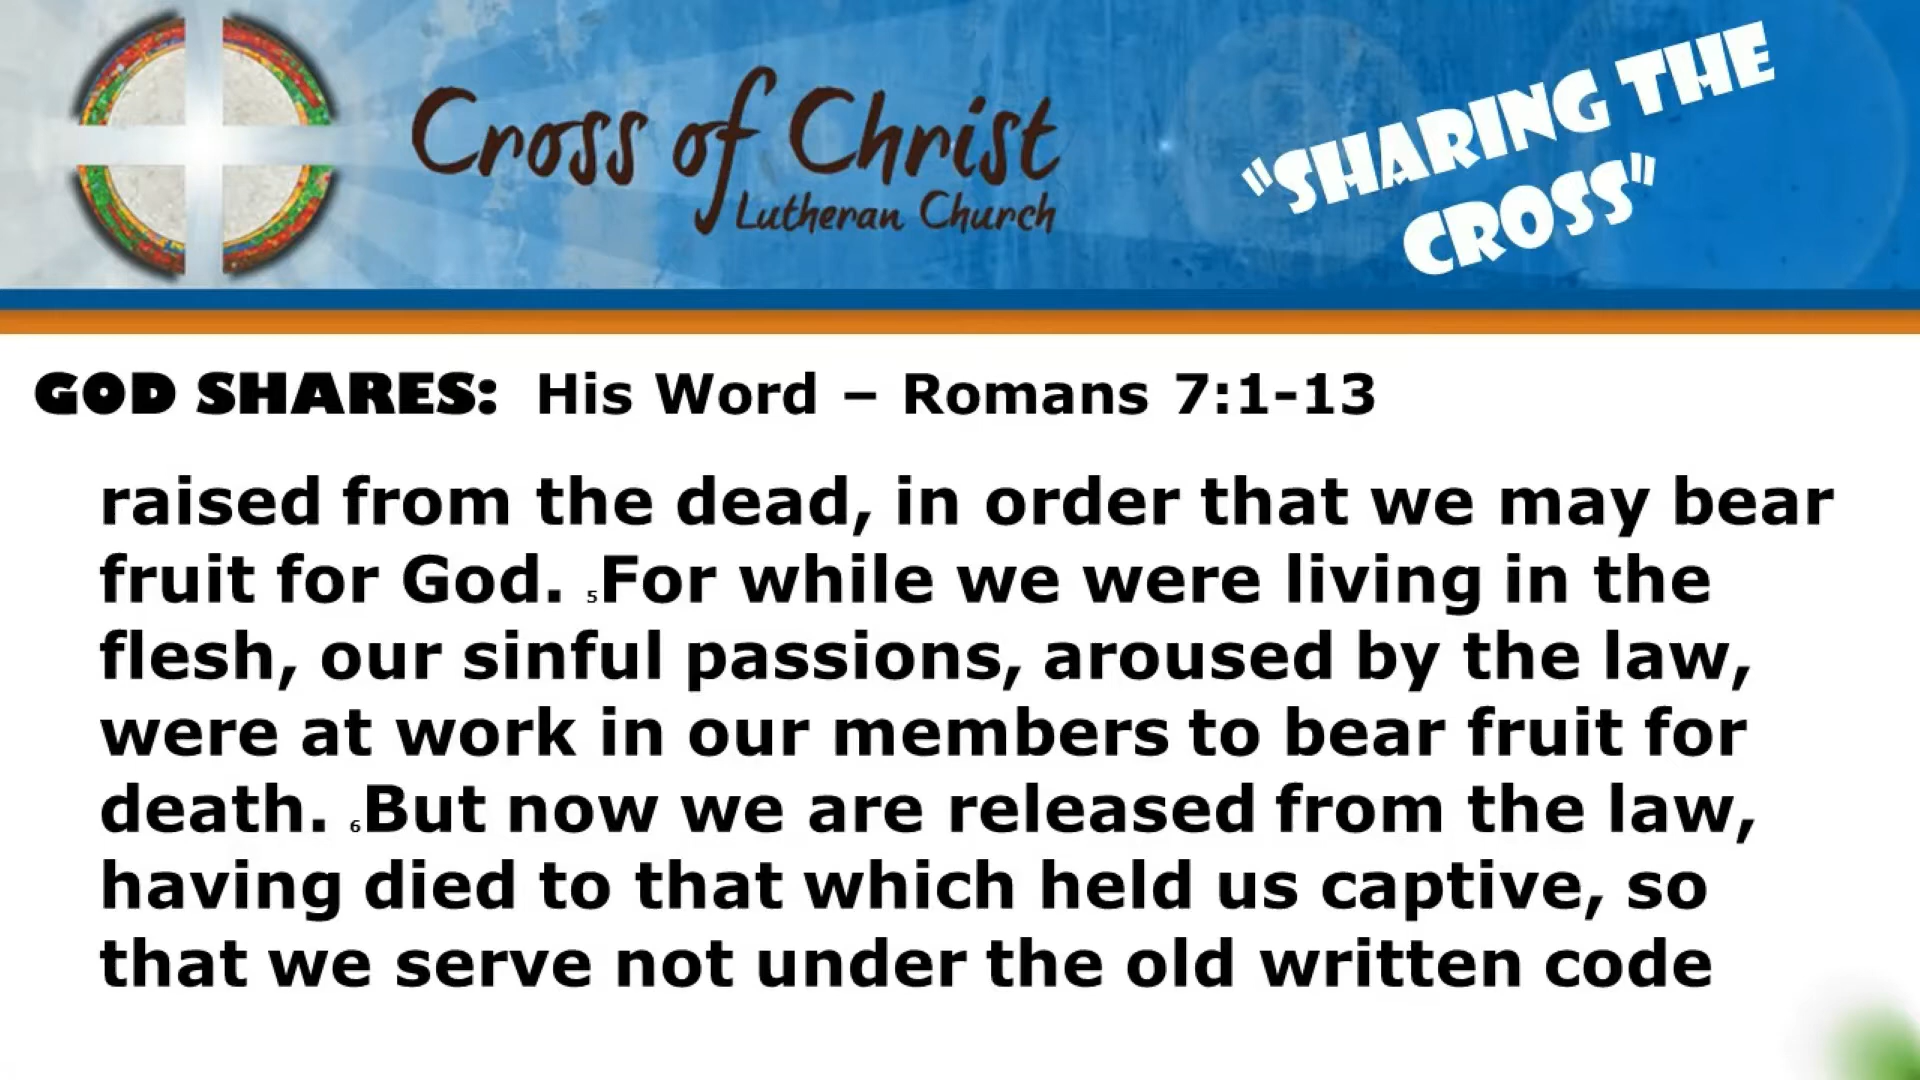 Cross of Christ
Lutheran Church
"SHARING THE
CROSS"
GOD SHARES: His Word – Romans 7:1-13
raised from the dead, in order that we may bear
fruit for God. 5For while we were living in the
flesh, our sinful passions, aroused by the law,
were at work in our members to bear fruit for
death. 6But now we are released from the law,
having died to that which held us captive, so
that we serve not under the old written code